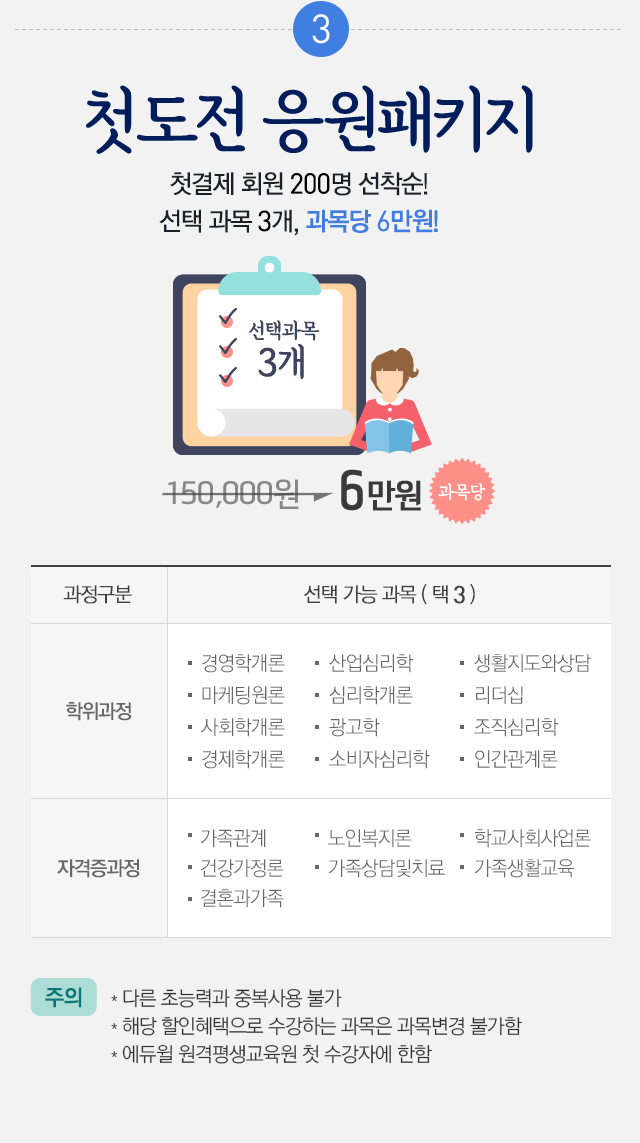 3
첫도전 응원패키지
첫결제 회원 200명 선착순!
선택 과목 3개, 과목당 6만원!
선택과목
3개
150,000원 6만원 과목당
과정구분 선택 가능 과목 ( 택 3 )
학위과정
▪ 경영학개론 ▪ 산업심리학 ▪ 생활지도와상담
▪ 마케팅원론 ▪ 심리학개론 ▪ 리더십
▪ 사회학개론 ▪ 광고학 ▪ 조직심리학
▪ 경제학개론 ▪ 소비자심리학 ▪ 인간관계론
자격증과정
▪ 가족관계 ▪ 노인복지론 ▪ 학교사회사업론
▪ 건강가정론 ▪ 가족상담및치료 ▪ 가족생활교육
▪ 결혼과가족
주의
* 다른 초능력과 중복사용 불가
* 해당 할인혜택으로 수강하는 과목은 과목변경 불가함
* 에듀윌 원격평생교육원 첫 수강자에 한함